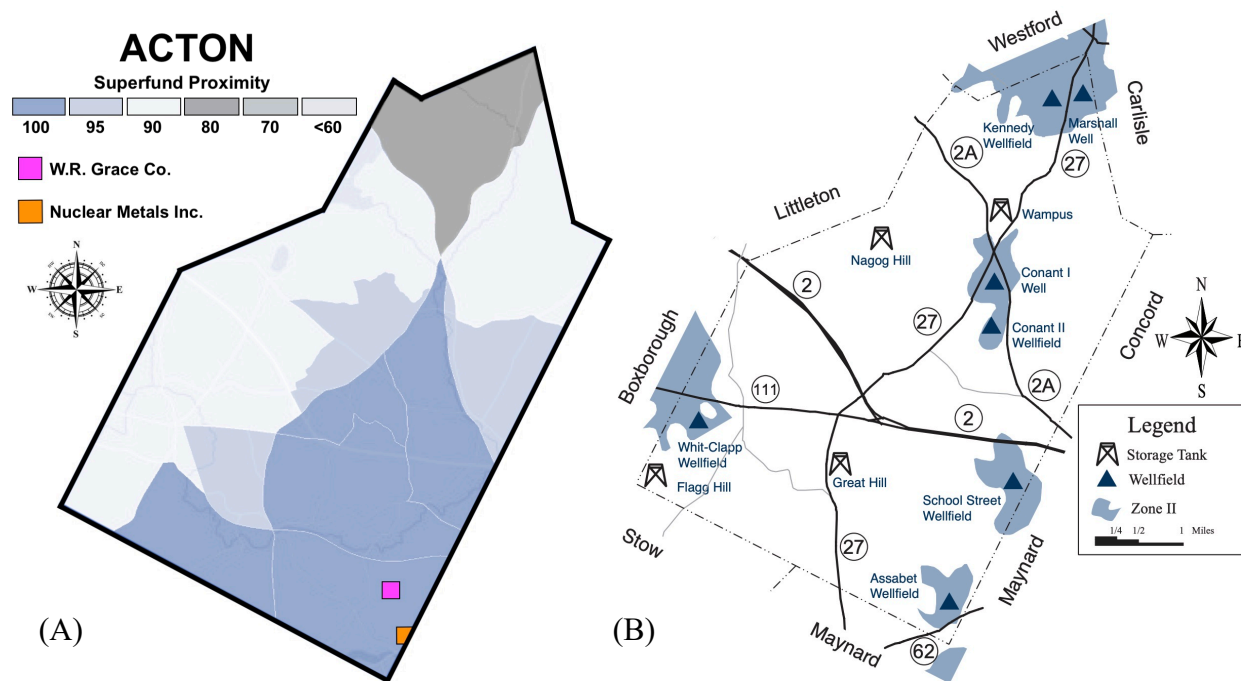 ACTON
Superfund Proximity
100 95 90 80 70 <60
W.R. Grace Co.
Nuclear Metals Inc.
N
W E
S
(A)
Westford
Carlisle
Kennedy
Wellfield
Marshall
Well
2A
27
Littleton
Wampus
Nagog Hill
Conant I
Well
2
27
Conant II
Wellfield
Concord
N
W E
S
Boxborough
111
2A
2
Whit-Clapp
Wellfield
Flagg Hill
Great Hill
School Street
Wellfield
Stow
27
Maynard
Assabet
Wellfield
Maynard
62
(B)
Legend
Storage Tank
Wellfield
Zone II
1/4 1/2 1 Miles